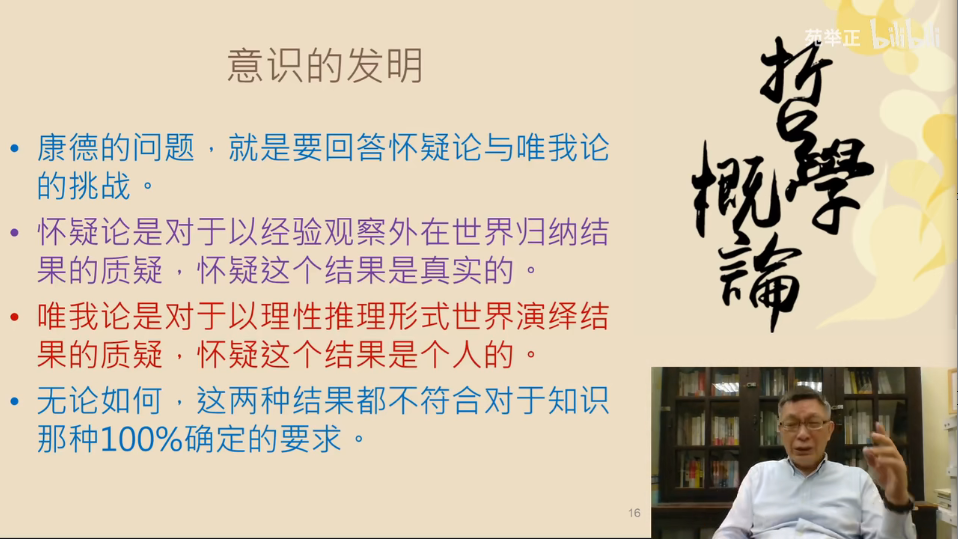 苑举正 bilibili
意识的发明
哲
學
概
論
• 康德的问题，就是要回答怀疑论与唯我论
的挑战。
• 怀疑论是对于以经验观察外在世界归纳结
果的质疑，怀疑这个结果是真实的。
• 唯我论是对于以理性推理形式世界演绎结
果的质疑，怀疑这个结果是个人的。
• 无论如何，这两种结果都不符合对于知识
那种100%确定的要求。
16